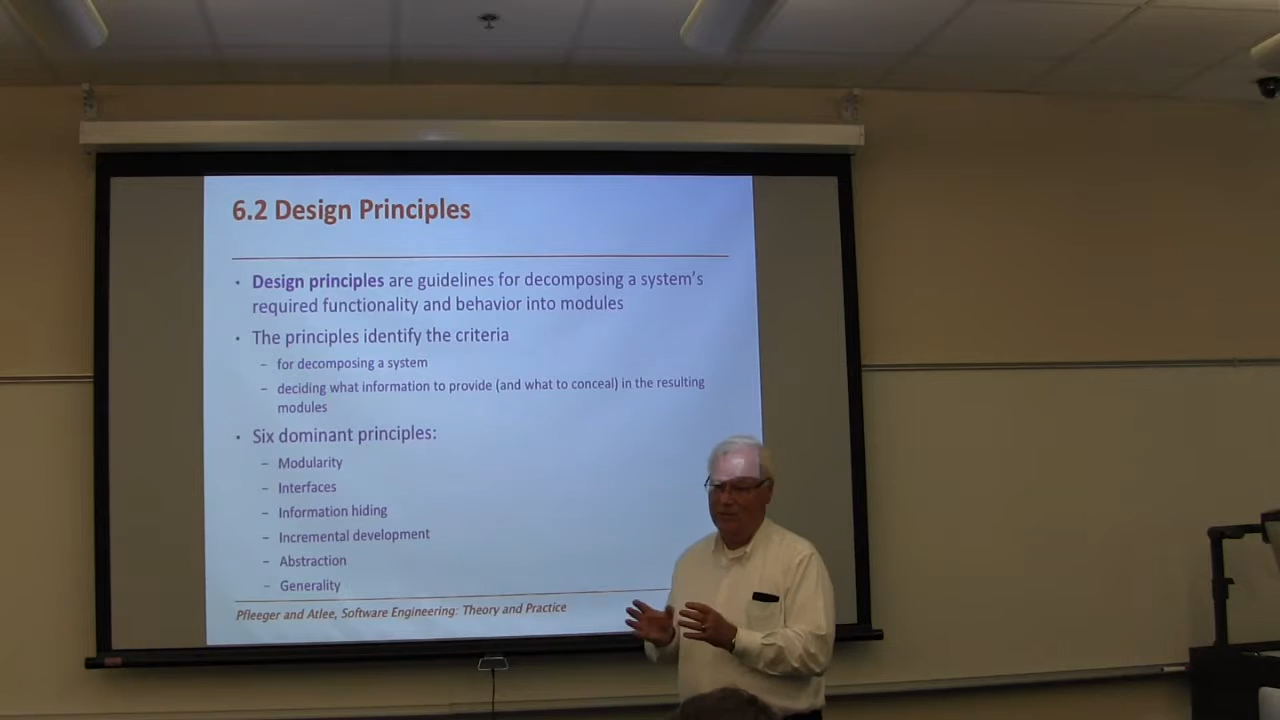 6.2 Design Principles
• Design principles are guidelines for decomposing a system's
required functionality and behavior into modules
• The principles identify the criteria
– for decomposing a system
– deciding what information to provide (and what to conceal) in the resulting
modules
• Six dominant principles:
– Modularity
– Interfaces
– Information hiding
– Incremental development
– Abstraction
– Generality
Pfleeger and Atlee, Software Engineering: Theory and Practice